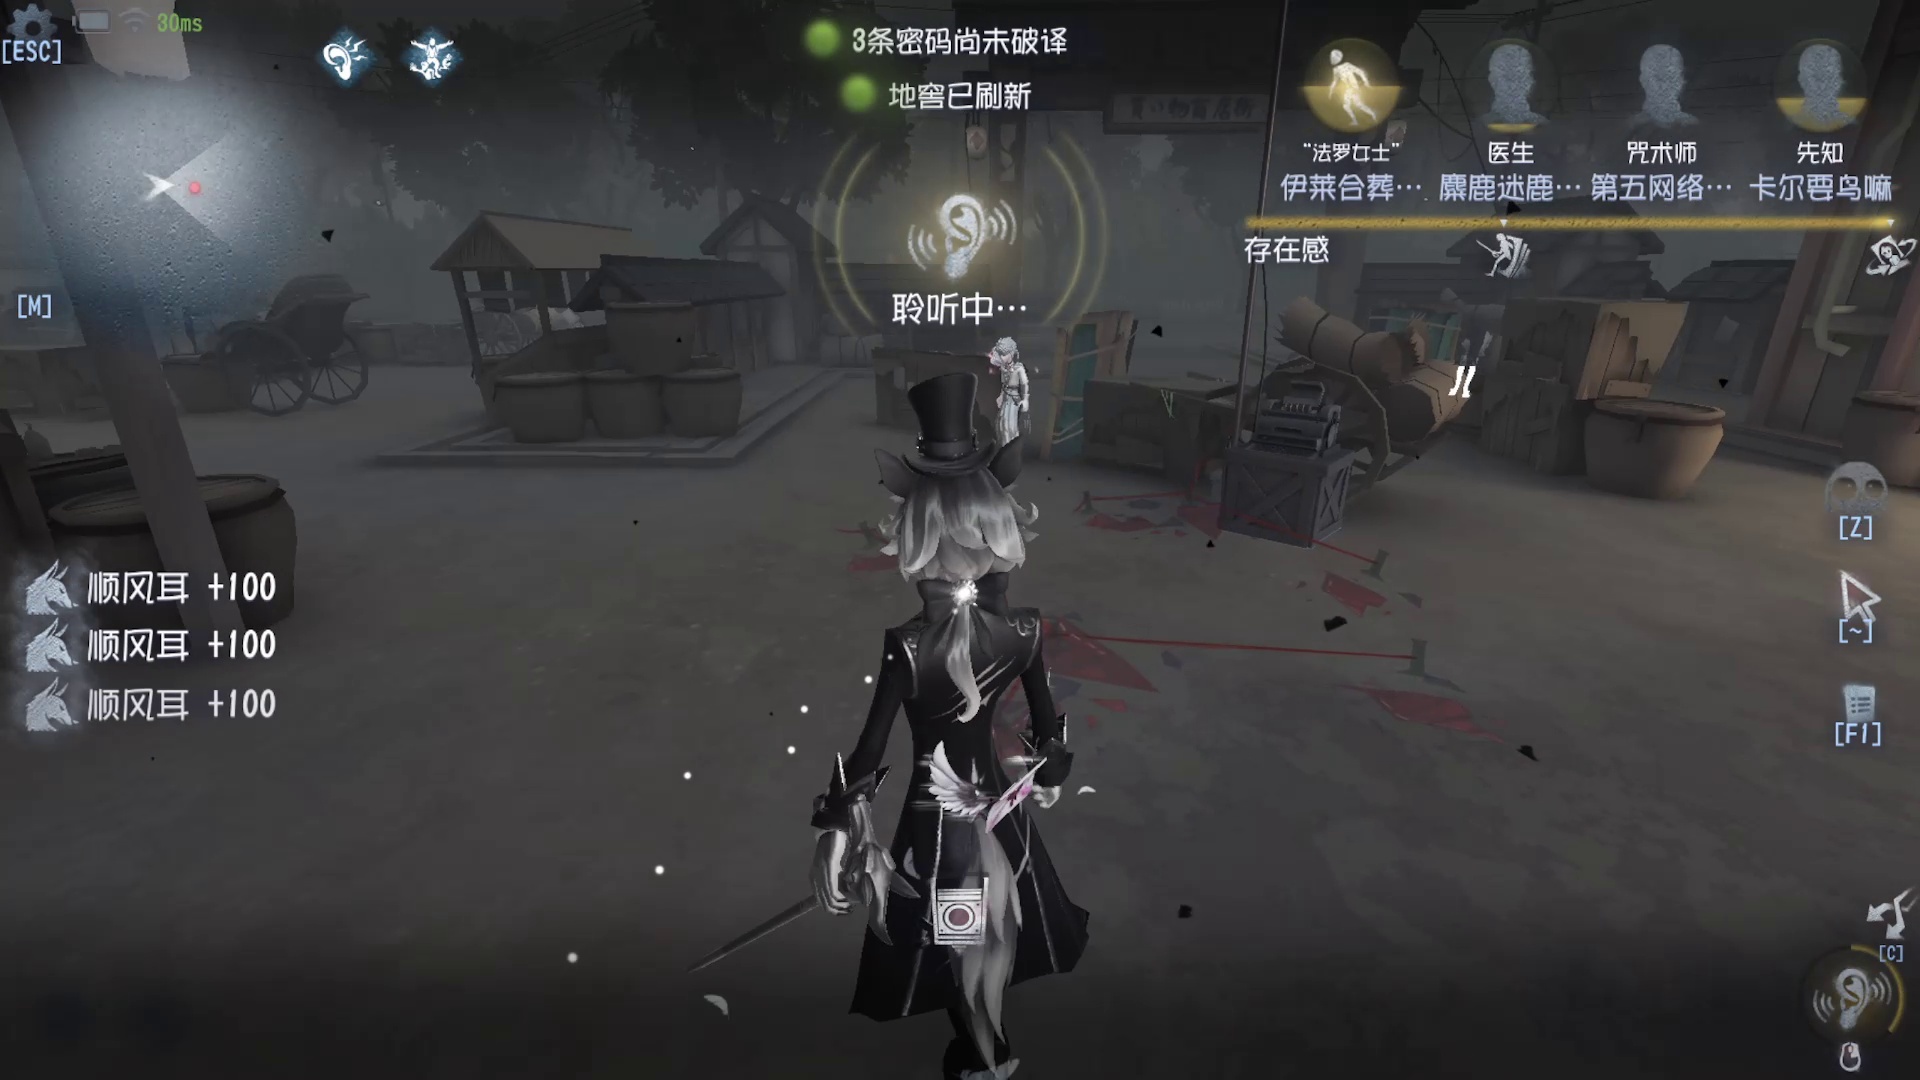 [ESC]
30ms
3条密码尚未破译
地窖已刷新
聆听中…
[M]
“法罗女士”
医生
咒术师
先知
伊莱合葬…
麋鹿迷鹿…
第五网络…
卡尔要鸟嘛
存在感
顺风耳 +100
顺风耳 +100
顺风耳 +100
[Z]
[~]
[F1]
[C]